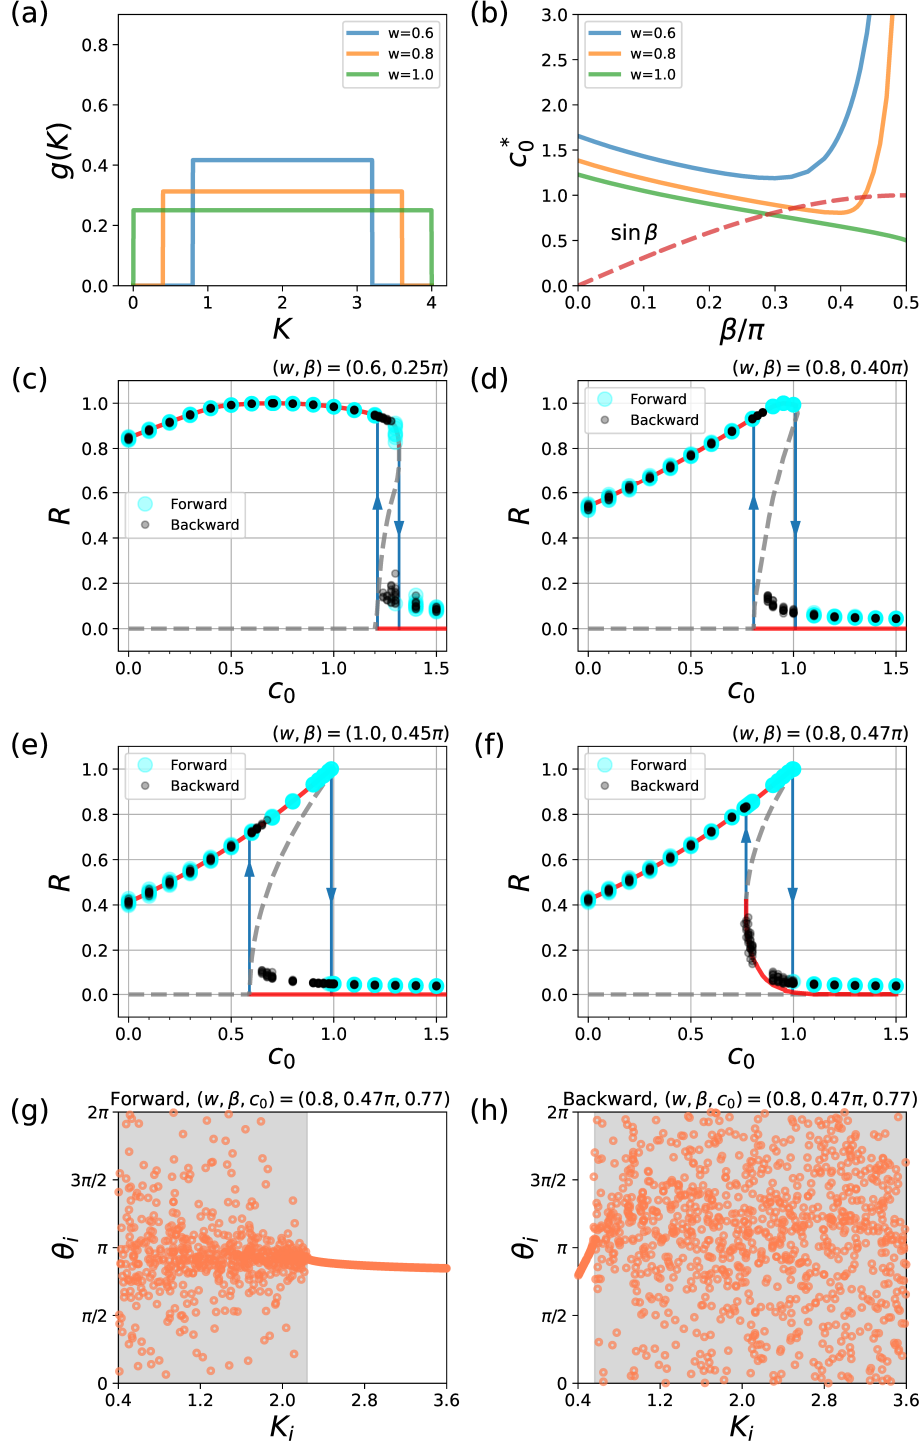 (a)
g(K)
0.8
0.6
0.4
0.2
0.0
w=0.6
w=0.8
w=1.0
0 1 2 3 4
K
(b)
c₀*
3.0
2.5
2.0
1.5
1.0
0.5
0.0
w=0.6
w=0.8
w=1.0
sin β
0.0 0.1 0.2 0.3 0.4 0.5
β/π
(c)
(w, β) = (0.6, 0.25π)
R
1.0
0.8
0.6
0.4
0.2
0.0
Forward
Backward
0.0 0.5 1.0 1.5
c₀
(d)
(w, β) = (0.8, 0.40π)
R
1.0
0.8
0.6
0.4
0.2
0.0
Forward
Backward
0.0 0.5 1.0 1.5
c₀
(e)
(w, β) = (1.0, 0.45π)
R
1.0
0.8
0.6
0.4
0.2
0.0
Forward
Backward
0.0 0.5 1.0 1.5
c₀
(f)
(w, β) = (0.8, 0.47π)
R
1.0
0.8
0.6
0.4
0.2
0.0
Forward
Backward
0.0 0.5 1.0 1.5
c₀
(g)
Forward, (w, β, c₀) = (0.8, 0.47π, 0.77)
θᵢ
2π
3π/2
π
π/2
0
0.4 1.2 2.0 2.8 3.6
Kᵢ
(h)
Backward, (w, β, c₀) = (0.8, 0.47π, 0.77)
θᵢ
2π
3π/2
π
π/2
0
0.4 1.2 2.0 2.8 3.6
Kᵢ